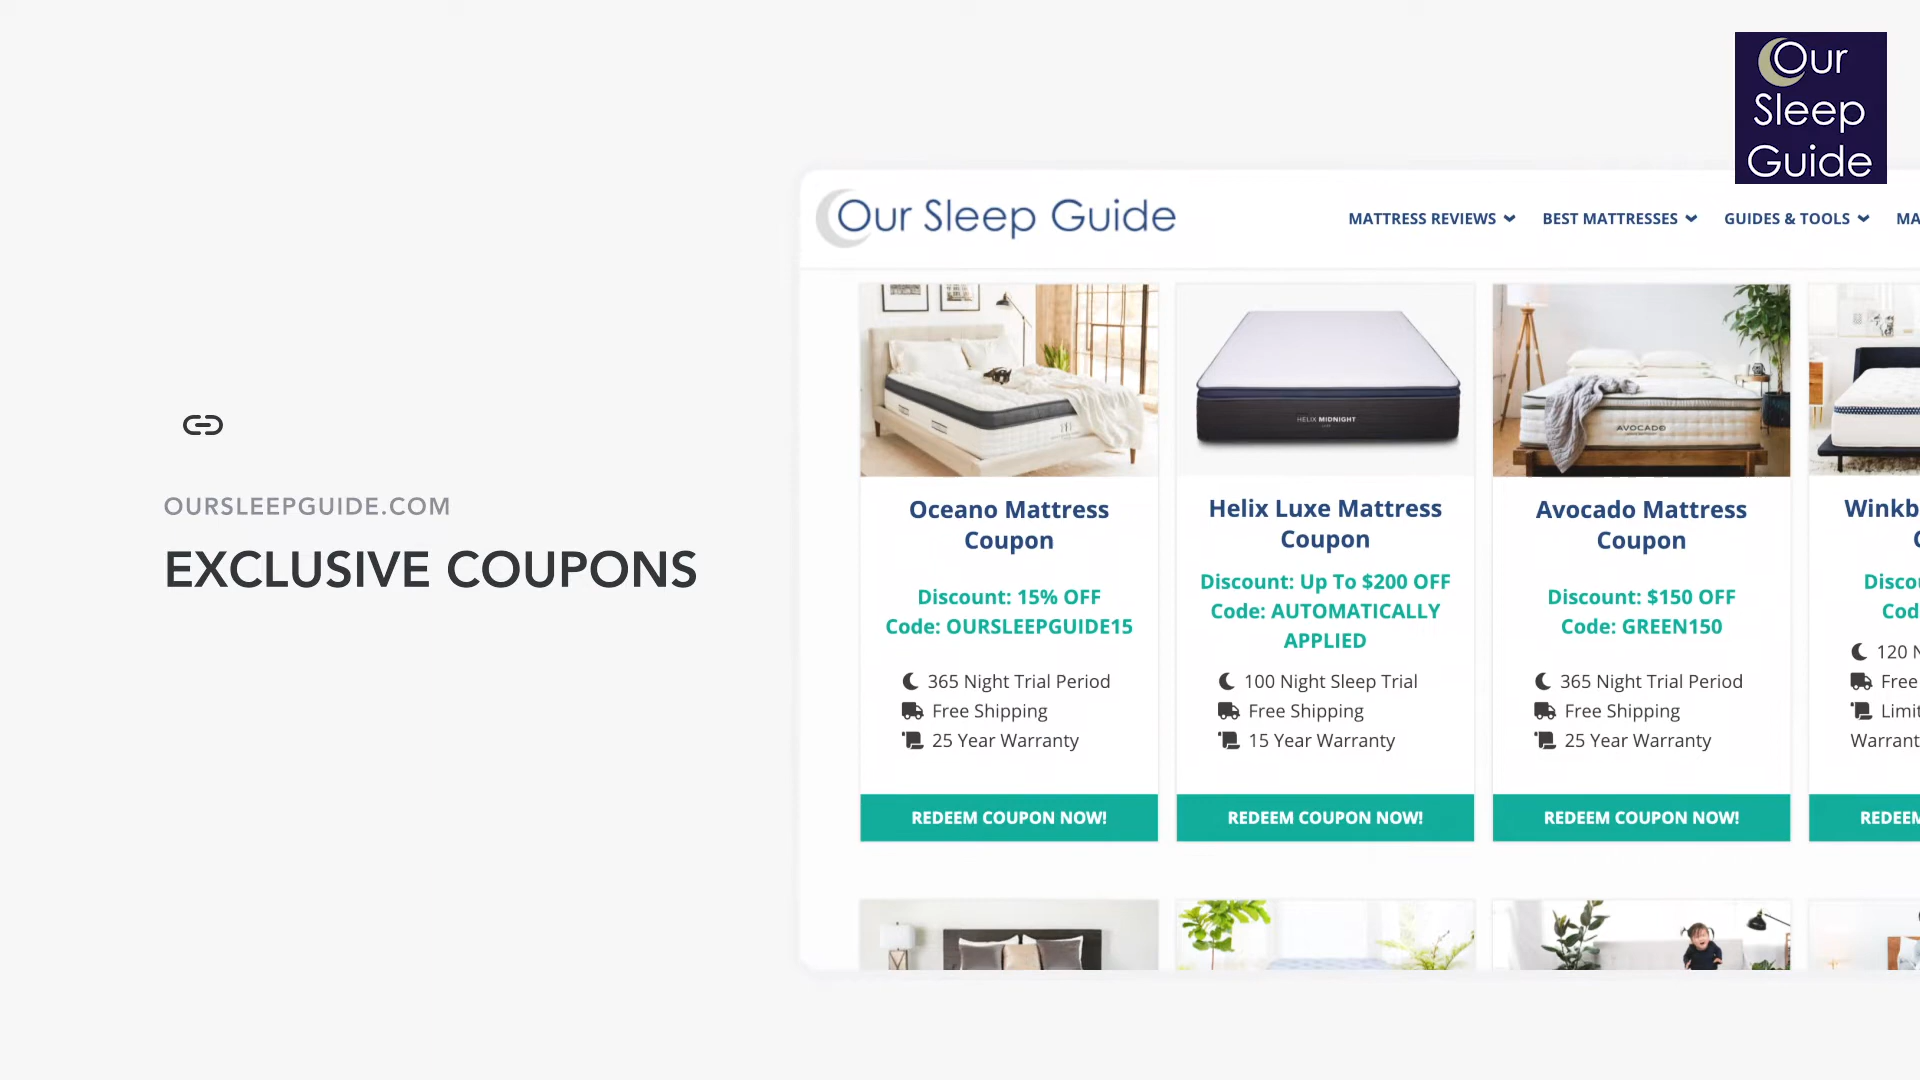 Our
Sleep
Guide
Our Sleep Guide
MATTRESS REVIEWS
BEST MATTRESSES
GUIDES & TOOLS
OURSLEEPGUIDE.COM
EXCLUSIVE COUPONS
Oceano Mattress
Coupon
Discount: 15% OFF
Code: OURSLEEPGUIDE15
365 Night Trial Period
Free Shipping
25 Year Warranty
REDEEM COUPON NOW!
HELIX MIDNIGHT
Helix Luxe Mattress
Coupon
Discount: Up To $200 OFF
Code: AUTOMATICALLY
APPLIED
100 Night Sleep Trial
Free Shipping
15 Year Warranty
REDEEM COUPON NOW!
AVOCADO
Avocado Mattress
Coupon
Discount: $150 OFF
Code: GREEN150
365 Night Trial Period
Free Shipping
25 Year Warranty
REDEEM COUPON NOW!
120
Free